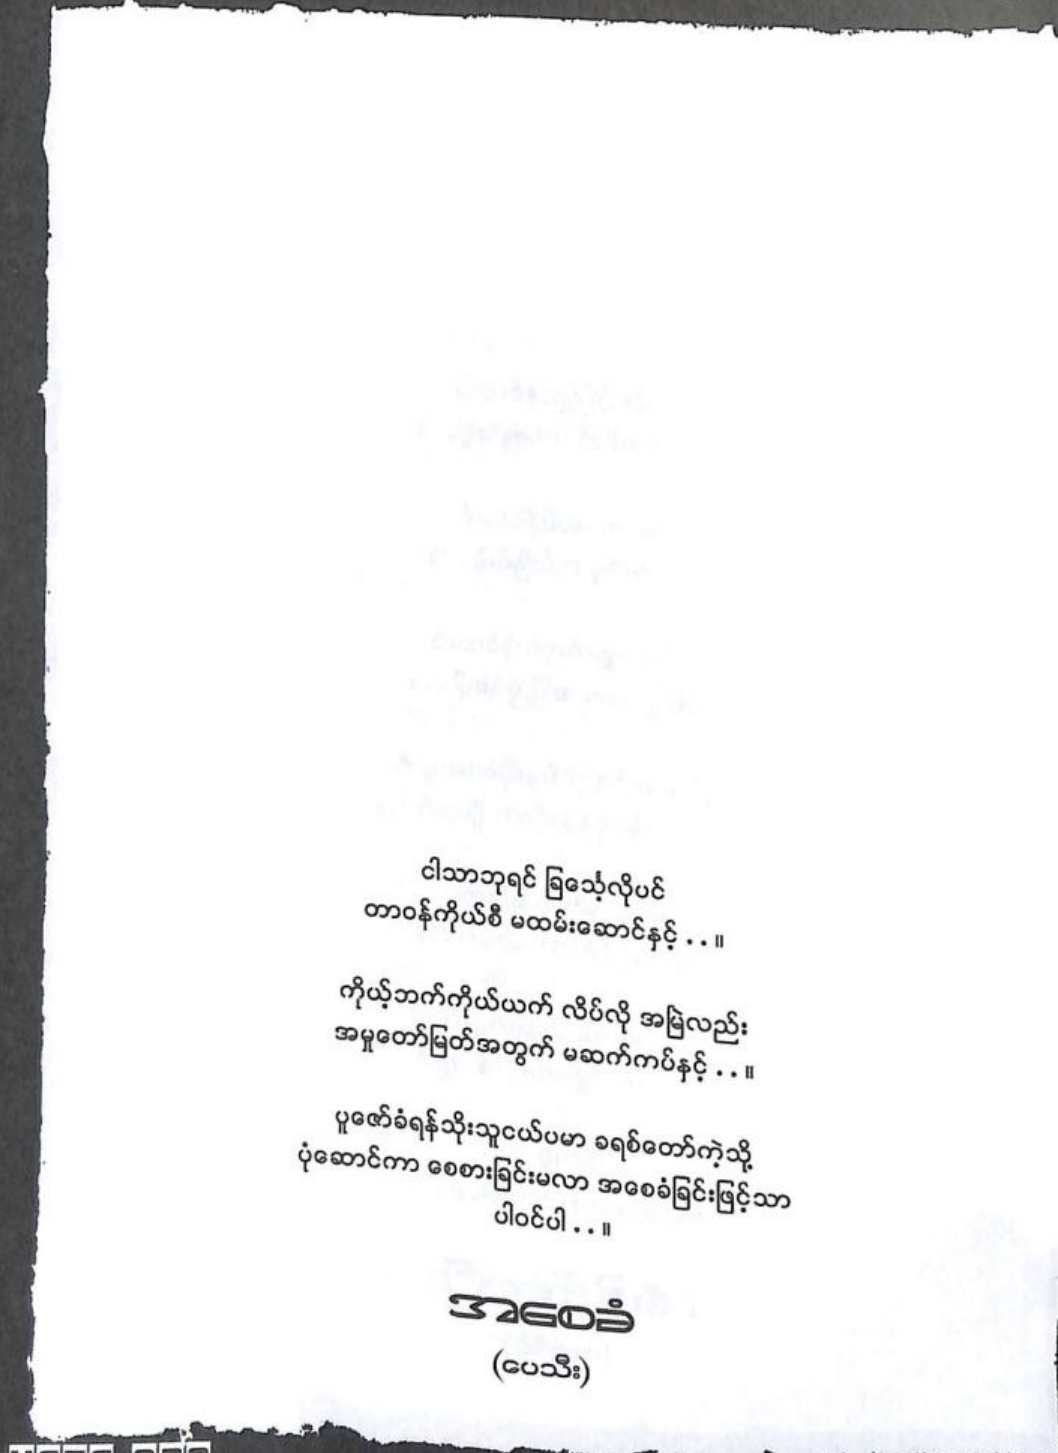 ငါသာဘုရင် ခြင်္သေ့လိုပင်
တာဝန်ကိုယ်စီ မထမ်းဆောင်နှင့် . . ။
ကိုယ့်ဘက်ကိုယ်ယက် လိပ်လို အမြဲလည်း
အမှုတော်မြတ်အတွက် မဆက်ကပ်နှင့် . . ။
ပူဇော်ခံရန်သိုးသူငယ်ပမာ ခရစ်တော်ကဲ့သို့
ပုံဆောင်ကာ စေစားခြင်းမလာ အစေခံခြင်းဖြင့်သာ
ပါဝင်ပါ . . ။
အစေခံ
(ပေသီး)